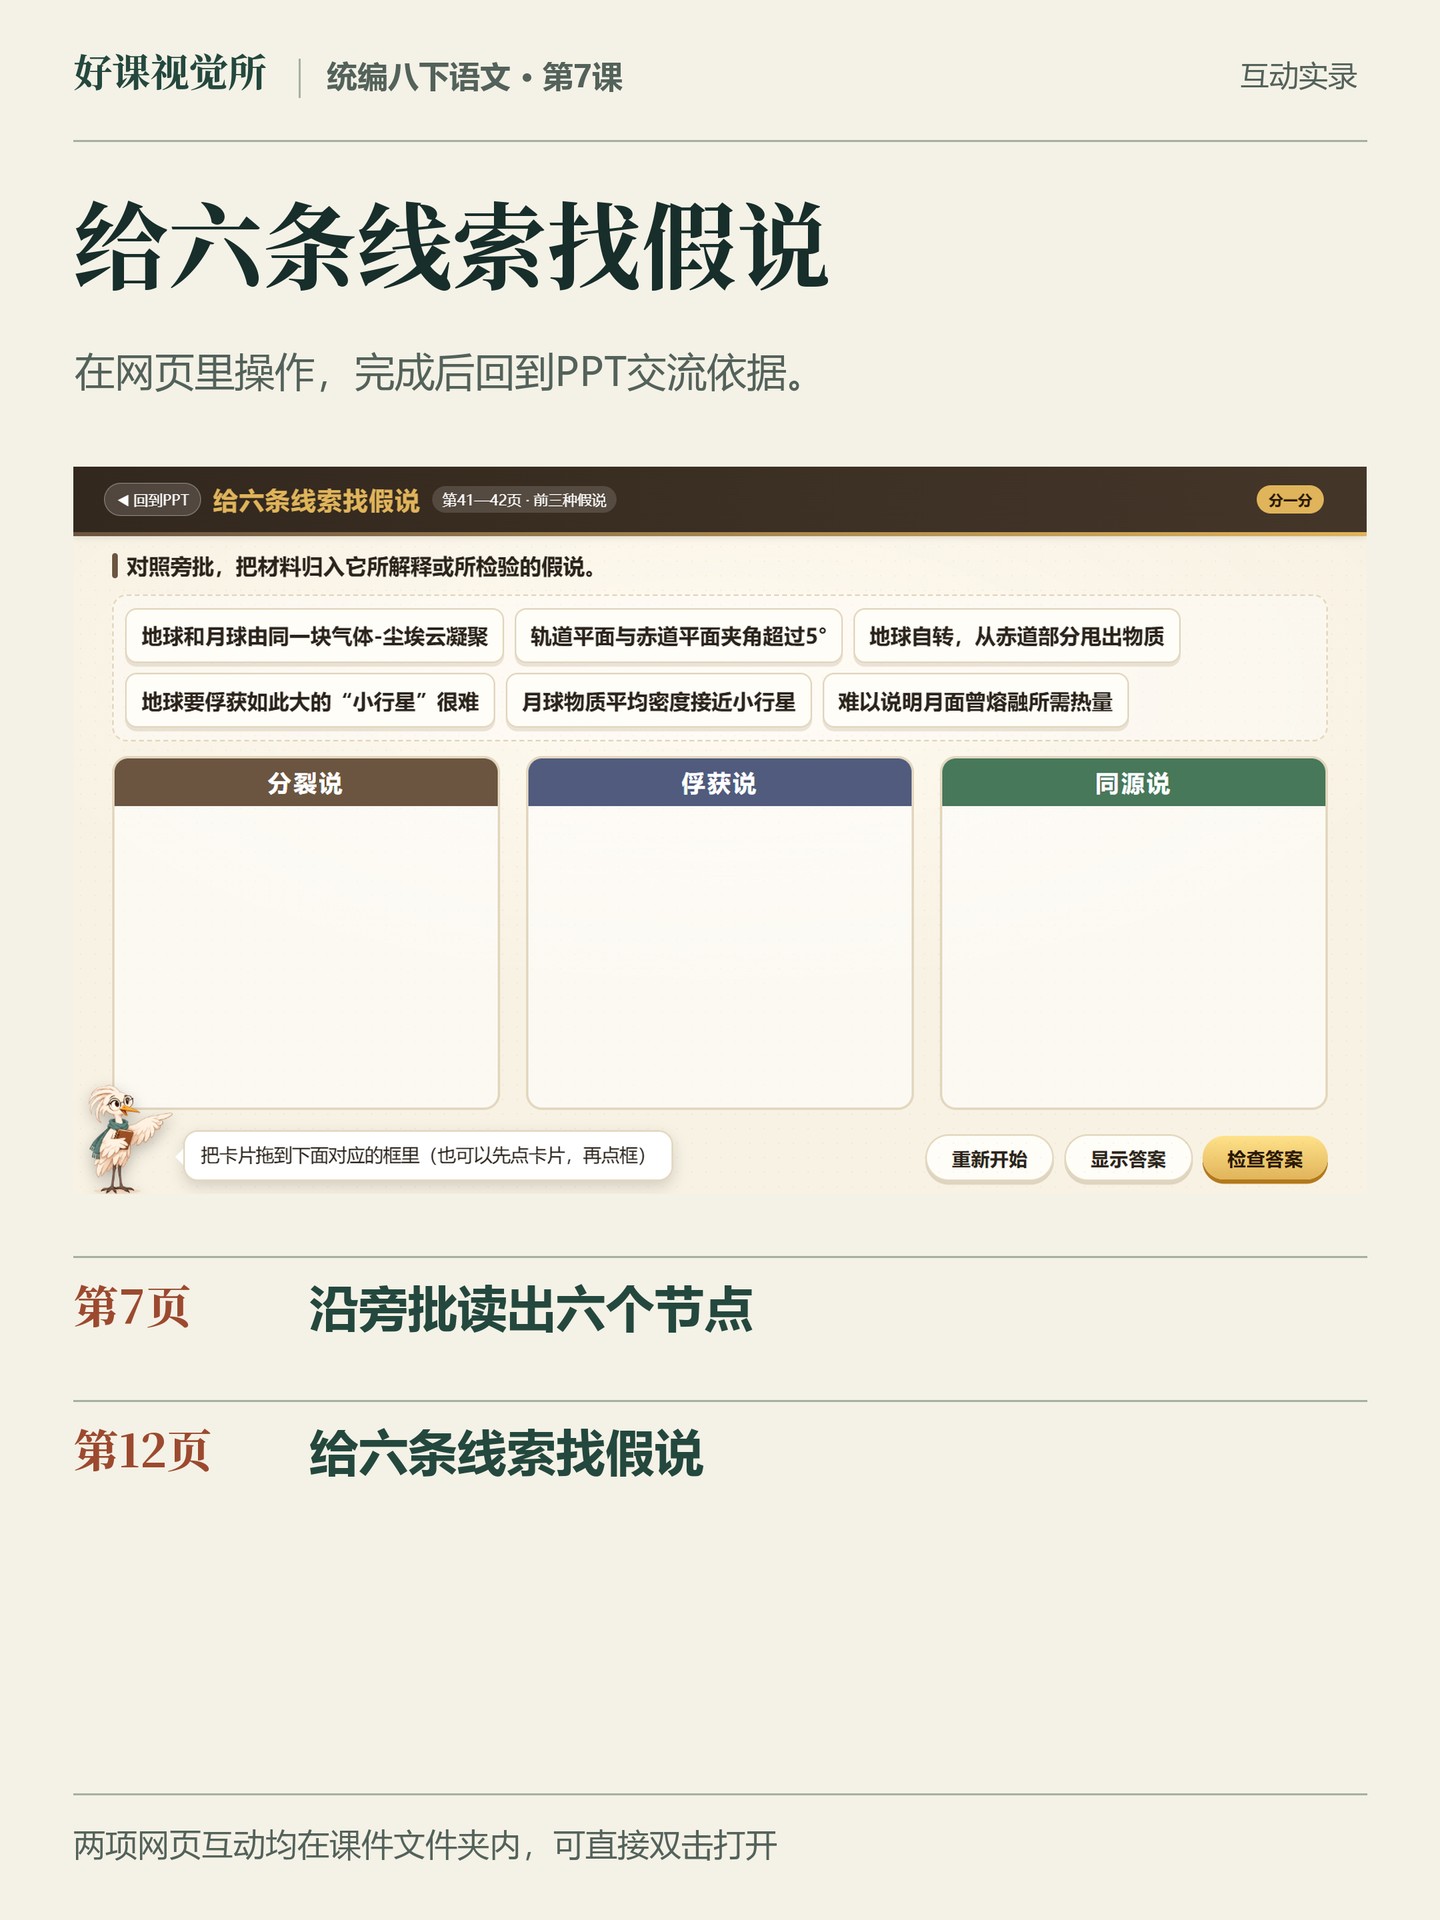 好课视觉所 统编八下语文·第7课 互动实录
给六条线索找假说
在网页里操作，完成后回到PPT交流依据。
◀回到PPT 给六条线索找假说 第41—42页·前三种假说 分一分
对照旁批，把材料归入它所解释或所检验的假说。
地球和月球由同一块气体-尘埃云凝聚 轨道平面与赤道平面夹角超过5° 地球自转，从赤道部分甩出物质
地球要俘获如此大的“小行星”很难 月球物质平均密度接近小行星 难以说明月面曾熔融所需热量
分裂说 俘获说 同源说
把卡片拖到下面对应的框里（也可以先点卡片，再点框） 重新开始 显示答案 检查答案
第7页 沿旁批读出六个节点
第12页 给六条线索找假说
两项网页互动均在课件文件夹内，可直接双击打开